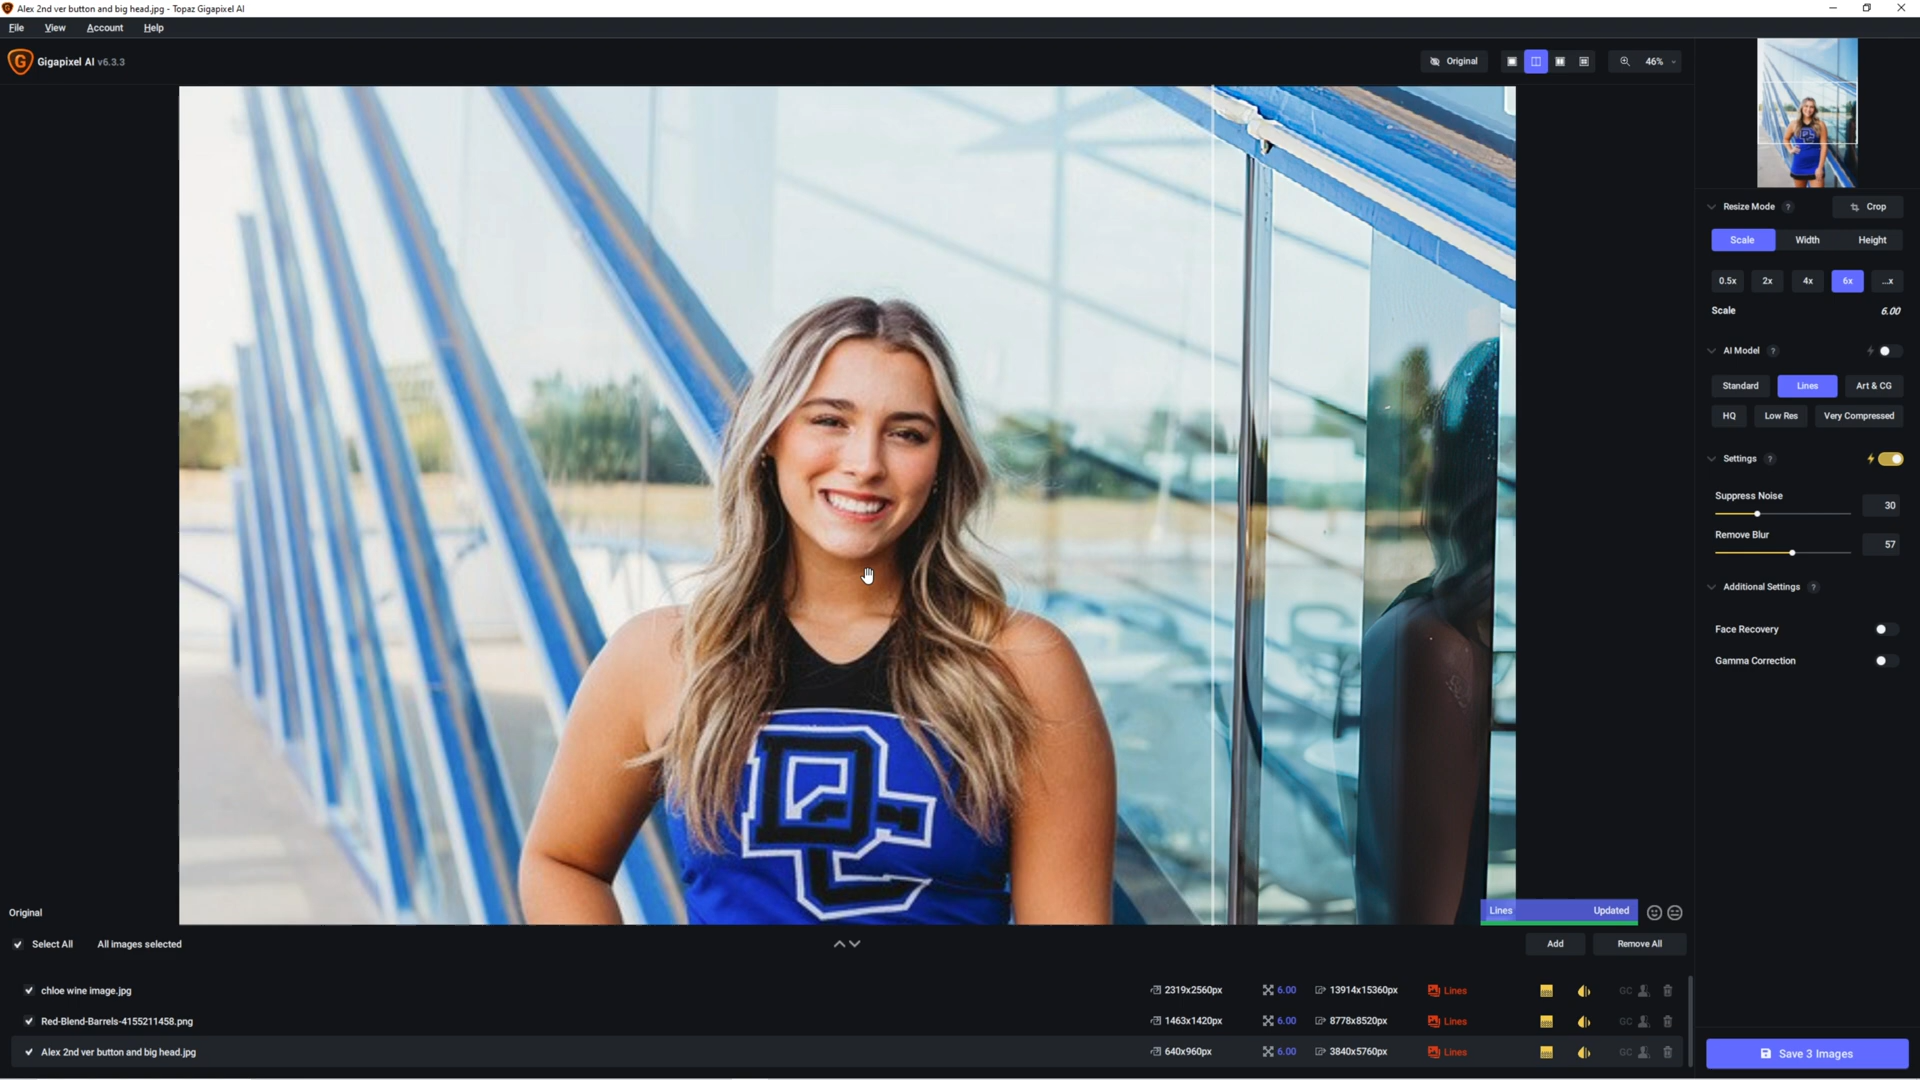 Alex 2nd ver button and big head.jpg - Topaz Gigapixel AI
File View Account Help
Gigapixel AI v6.3.3
Original 46%
Resize Mode ? Crop
Scale Width Height
0.5x 2x 4x 6x ...x
Scale 6.00
AI Model ?
Standard Lines Art & CG
HQ Low Res Very Compressed
Settings ?
Suppress Noise
30
Remove Blur
57
Additional Settings ?
Face Recovery
Gamma Correction
DC
Original
Lines Updated
Select All All images selected Add Remove All
chloe wine image.jpg 2319x2560px 6.00 13914x15360px Lines GC
Red-Blend-Barrels-4155211458.png 1463x1420px 6.00 8778x8520px Lines GC
Alex 2nd ver button and big head.jpg 640x960px 6.00 3840x5760px Lines GC
Save 3 Images